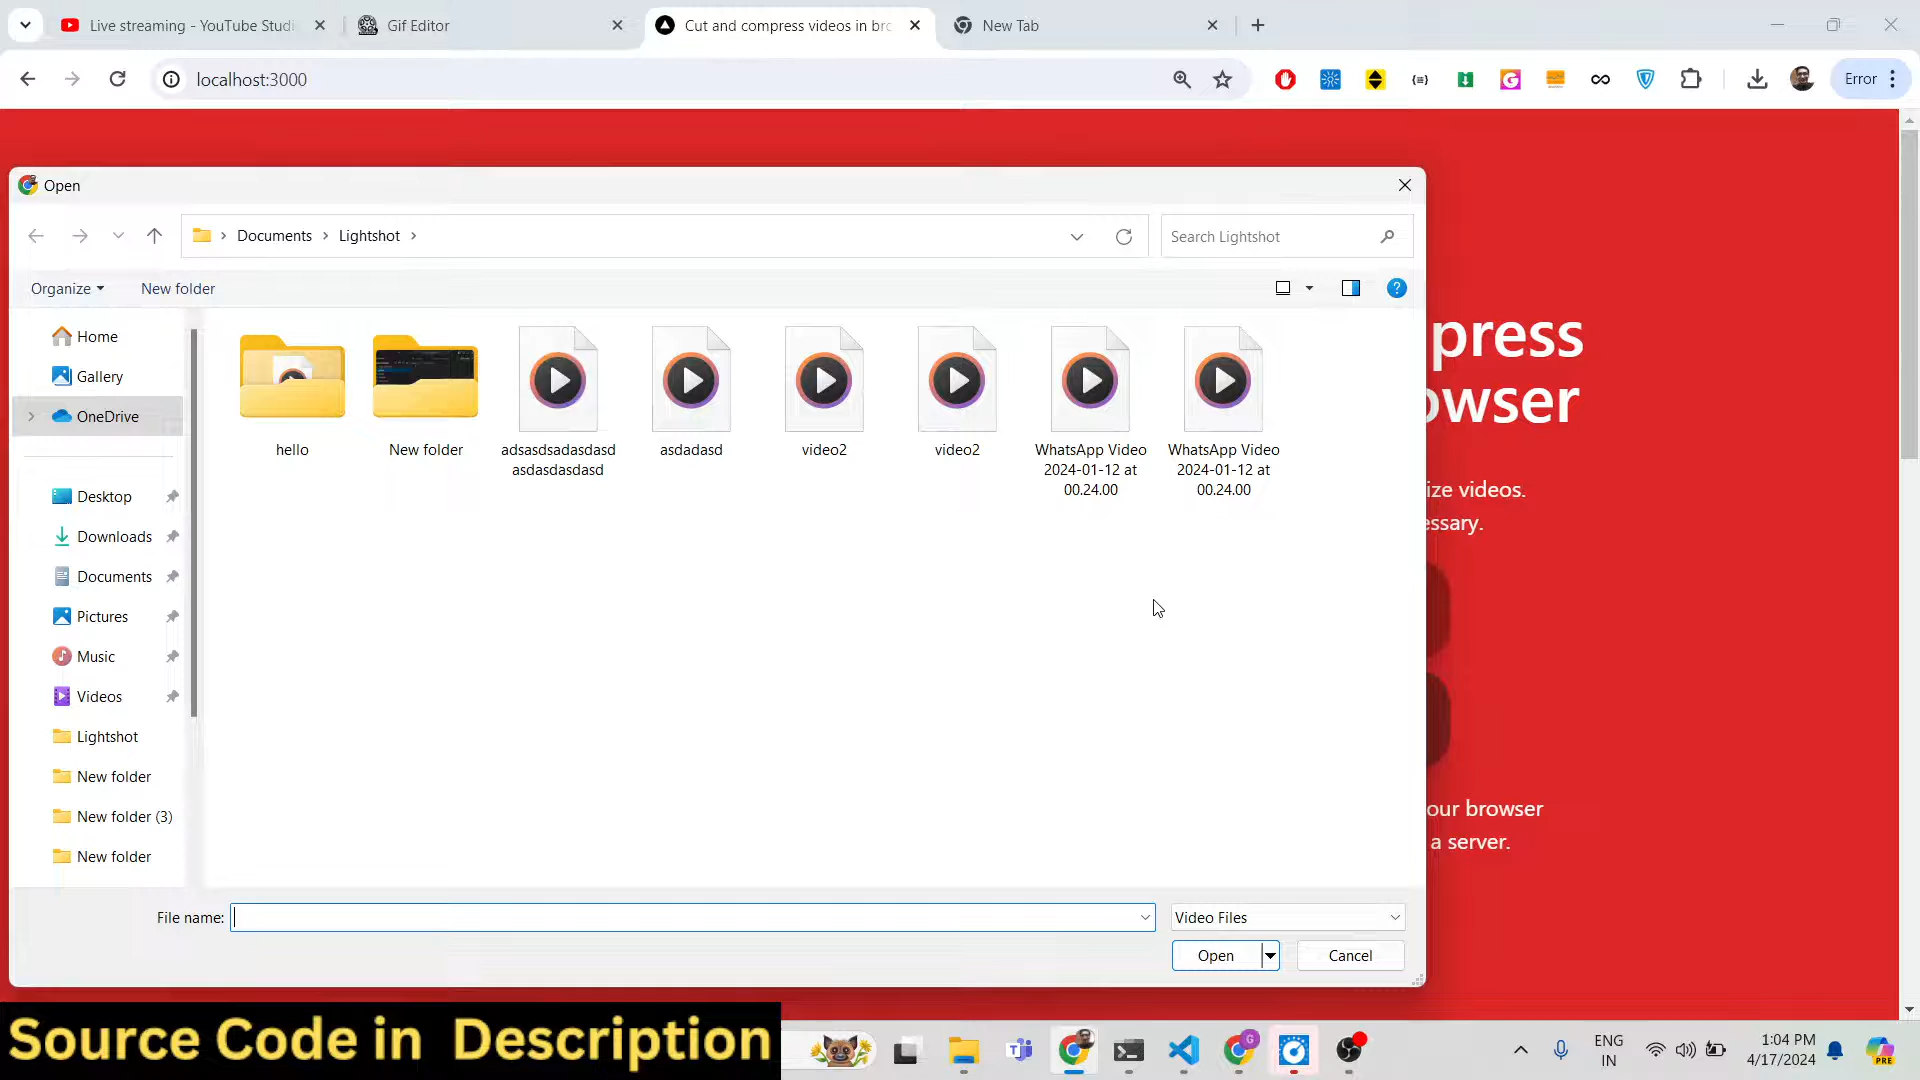 Live streaming - YouTube Studi
Gif Editor
Cut and compress videos in bro
New Tab
localhost:3000
Error
Open
Documents
Lightshot
Search Lightshot
Organize
New folder
press
owser
ize videos.
essary.
our browser
a server.
Home
Gallery
OneDrive
Desktop
Downloads
Documents
Pictures
Music
Videos
Lightshot
New folder
New folder (3)
New folder
hello
New folder
adsasdsadasdasd
asdasdasdasd
asdadasd
video2
video2
WhatsApp Video
2024-01-12 at
00.24.00
WhatsApp Video
2024-01-12 at
00.24.00
File name:
Video Files
Open
Cancel
Source Code in Description
ENG
IN
1:04 PM
4/17/2024
PRE